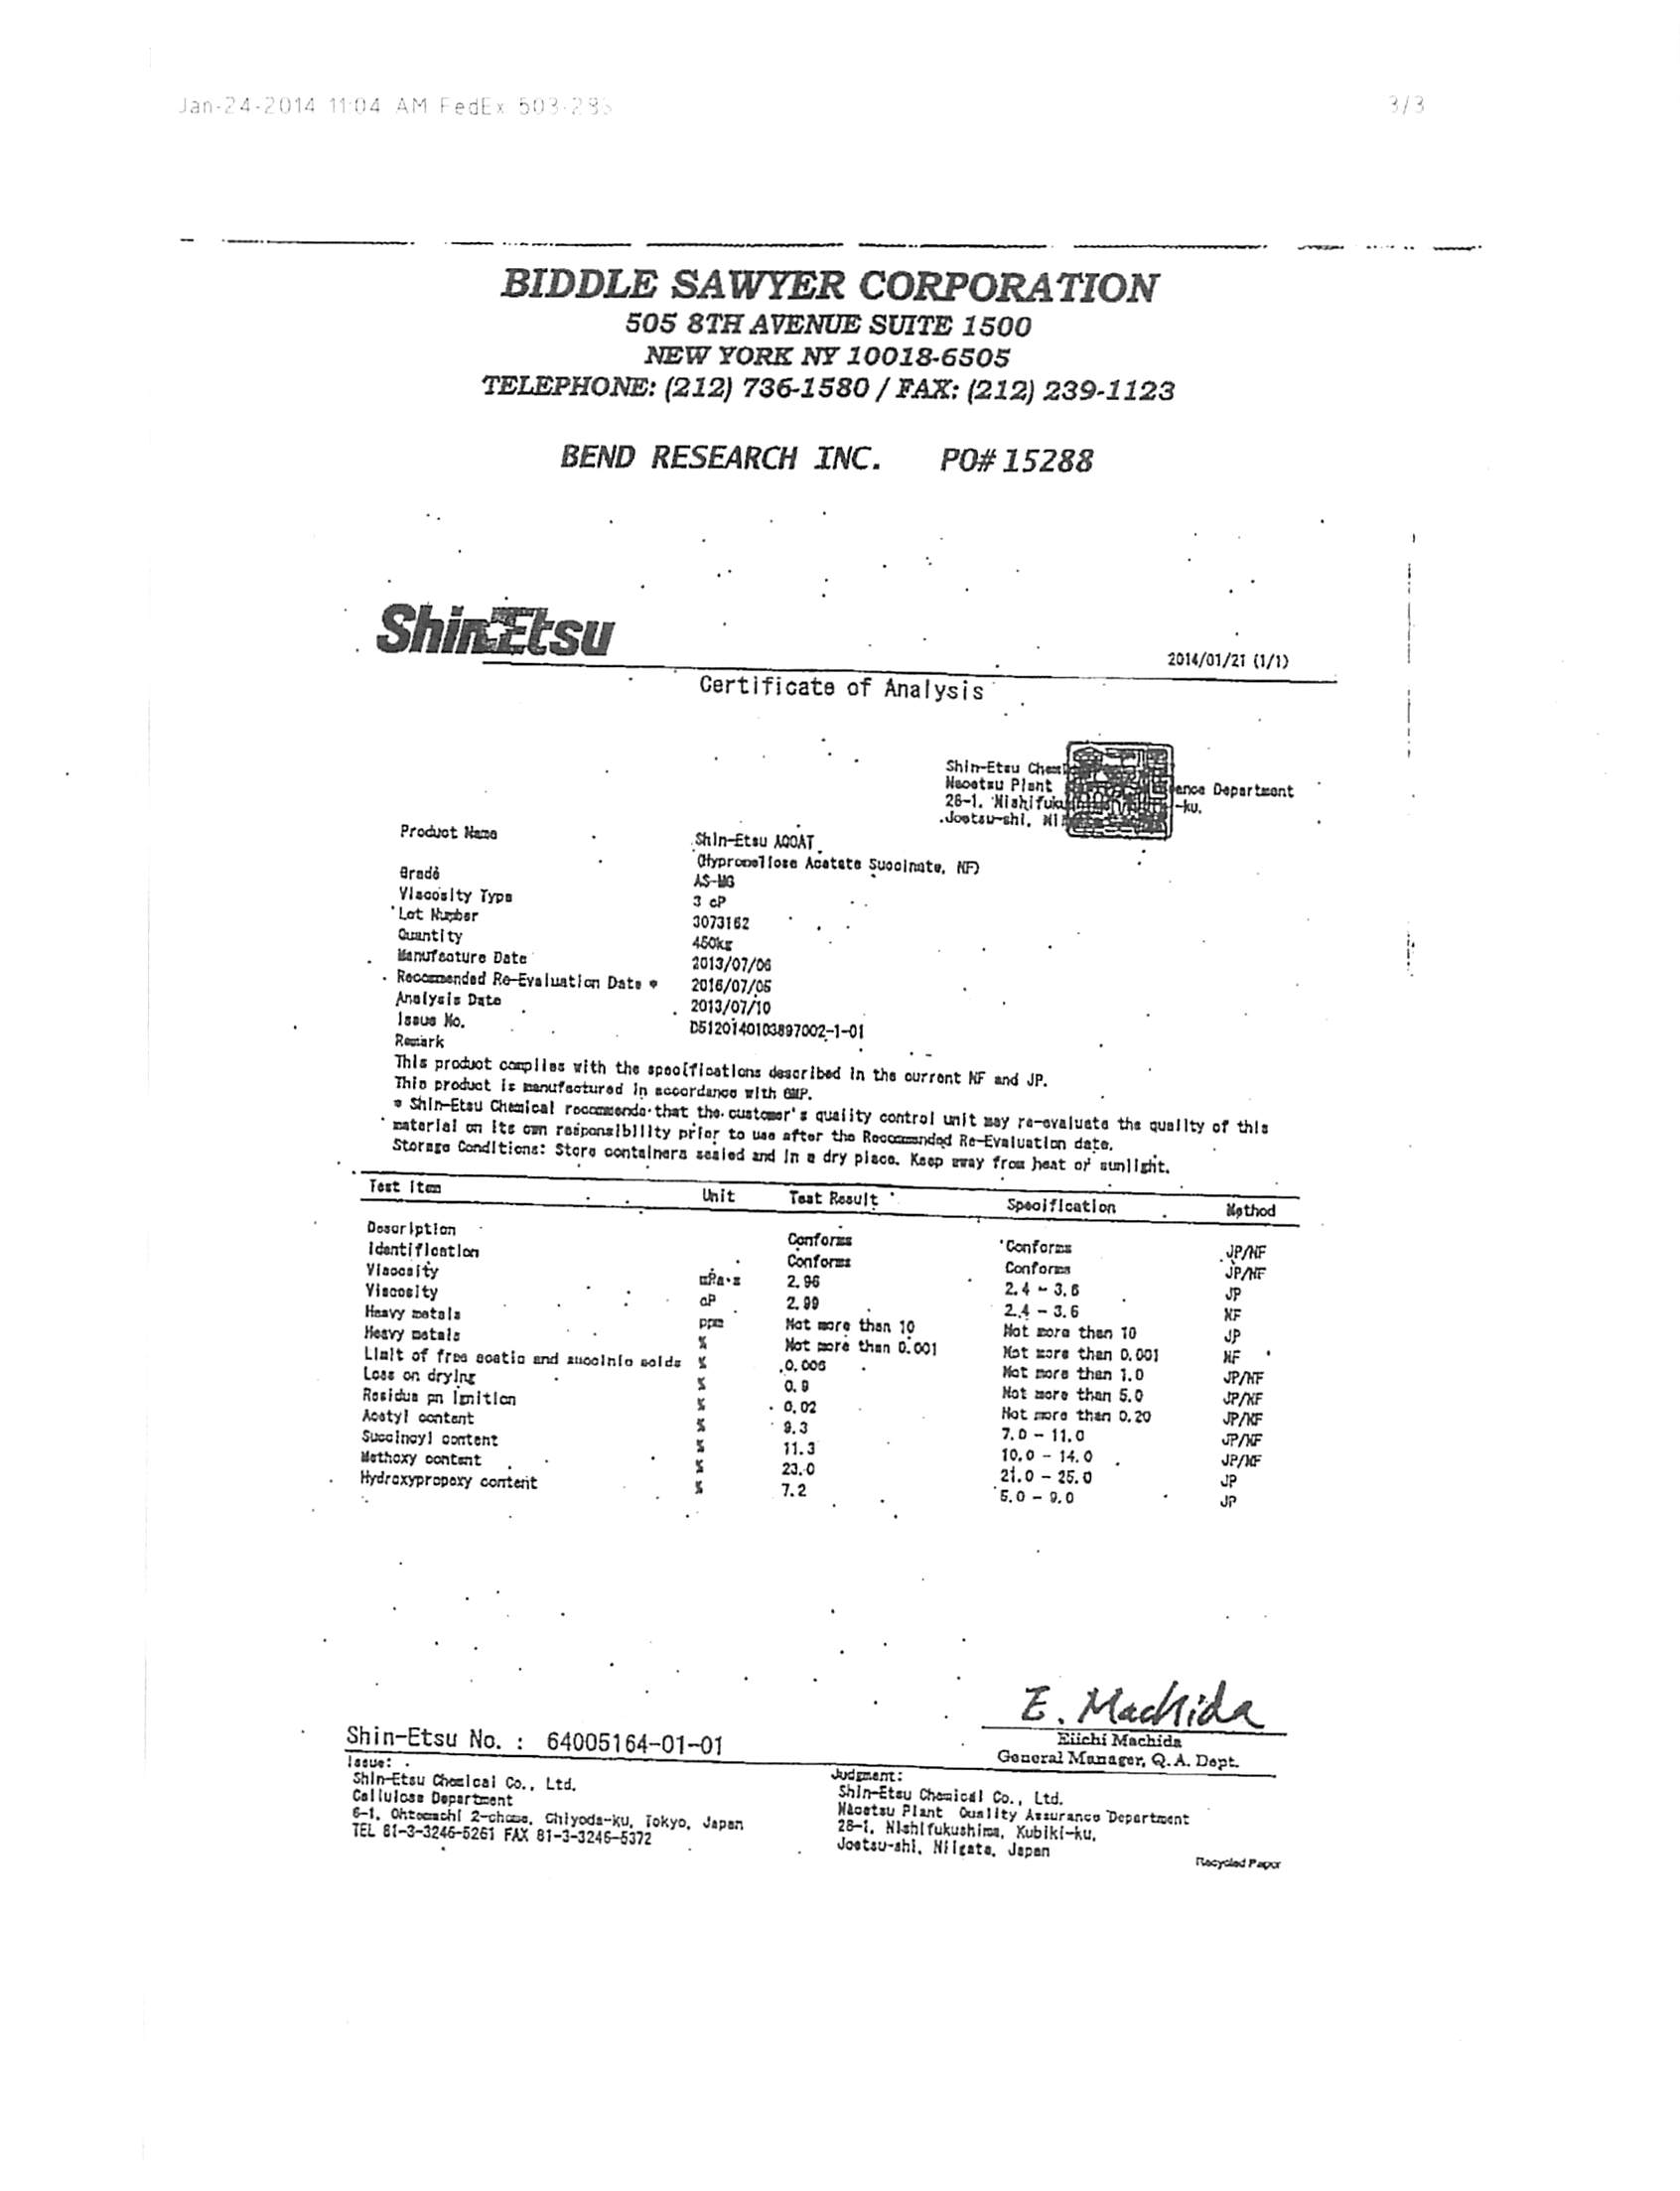 Jan-24-2014 11:04 AM FedEx 503-
3/3
BIDDLE SAWYER CORPORATION
505 8TH AVENUE SUITE 1500
NEW YORK NY 10018-6505
TELEPHONE: (212) 736-1580 / FAX: (212) 239-1123
BEND RESEARCH INC. PO# 15288
Shin-Etsu
2014/01/21 (1/1)
Certificate of Analysis
Shin-Etsu
Naoetsu Plant Department
28-1, -ku,
Joetsu-shi,
Product Name Shin-Etsu AQOAT
(Hypromellose Acetate Succinate, NF)
Grade AS-MG
Viscosity Type 3 cP
Lot Number 3073162
Quantity 450kg
Manufacture Date 2013/07/06
Recommended Re-Evaluation Date * 2016/07/05
Analysis Date 2013/07/10
Issue No. D5120140103897002-1-01
Remark
This product complies with the specifications described in the current NF and JP.
This product is manufactured in accordance with GMP.
* Shin-Etsu Chemical recommends that the customer's quality control unit may re-evaluate the quality of this
material on its own responsibility prior to use after the Recommended Re-Evaluation date.
Storage Conditions: Store containers sealed and in a dry place. Keep away from heat or sunlight.
Test Item Unit Test Result Specification Method
Description Conforms Conforms JP/NF
Identification Conforms Conforms JP/NF
Viscosity mPa·s 2.96 2.4 - 3.6 JP
Viscosity cP 2.99 2.4 - 3.6 NF
Heavy metals ppm Not more than 10 Not more than 10 JP
Heavy metals % Not more than 0.001 Not more than 0.001 NF
Limit of free acetic and succinic acids % 0.006 Not more than 1.0 JP/NF
Loss on drying % 0.9 Not more than 5.0 JP/NF
Residue on ignition % 0.02 Not more than 0.20 JP/NF
Acetyl content % 9.3 7.0 - 11.0 JP/NF
Succinoyl content % 11.3 10.0 - 14.0 JP/NF
Methoxy content % 23.0 21.0 - 25.0 JP
Hydroxypropoxy content % 7.2 5.0 - 9.0 JP
E. Machida
Eiichi Machida
General Manager, Q.A. Dept.
Shin-Etsu No. : 64005164-01-01
Issue:
Shin-Etsu Chemical Co., Ltd.
Cellulose Department
6-1, Ohtemachi 2-chome, Chiyoda-ku, Tokyo, Japan
TEL 81-3-3246-5261 FAX 81-3-3246-5372
Judgment:
Shin-Etsu Chemical Co., Ltd.
Naoetsu Plant Quality Assurance Department
28-1, Nishifukushima, Kubiki-ku,
Joetsu-shi, Niigata, Japan
Recycled Paper